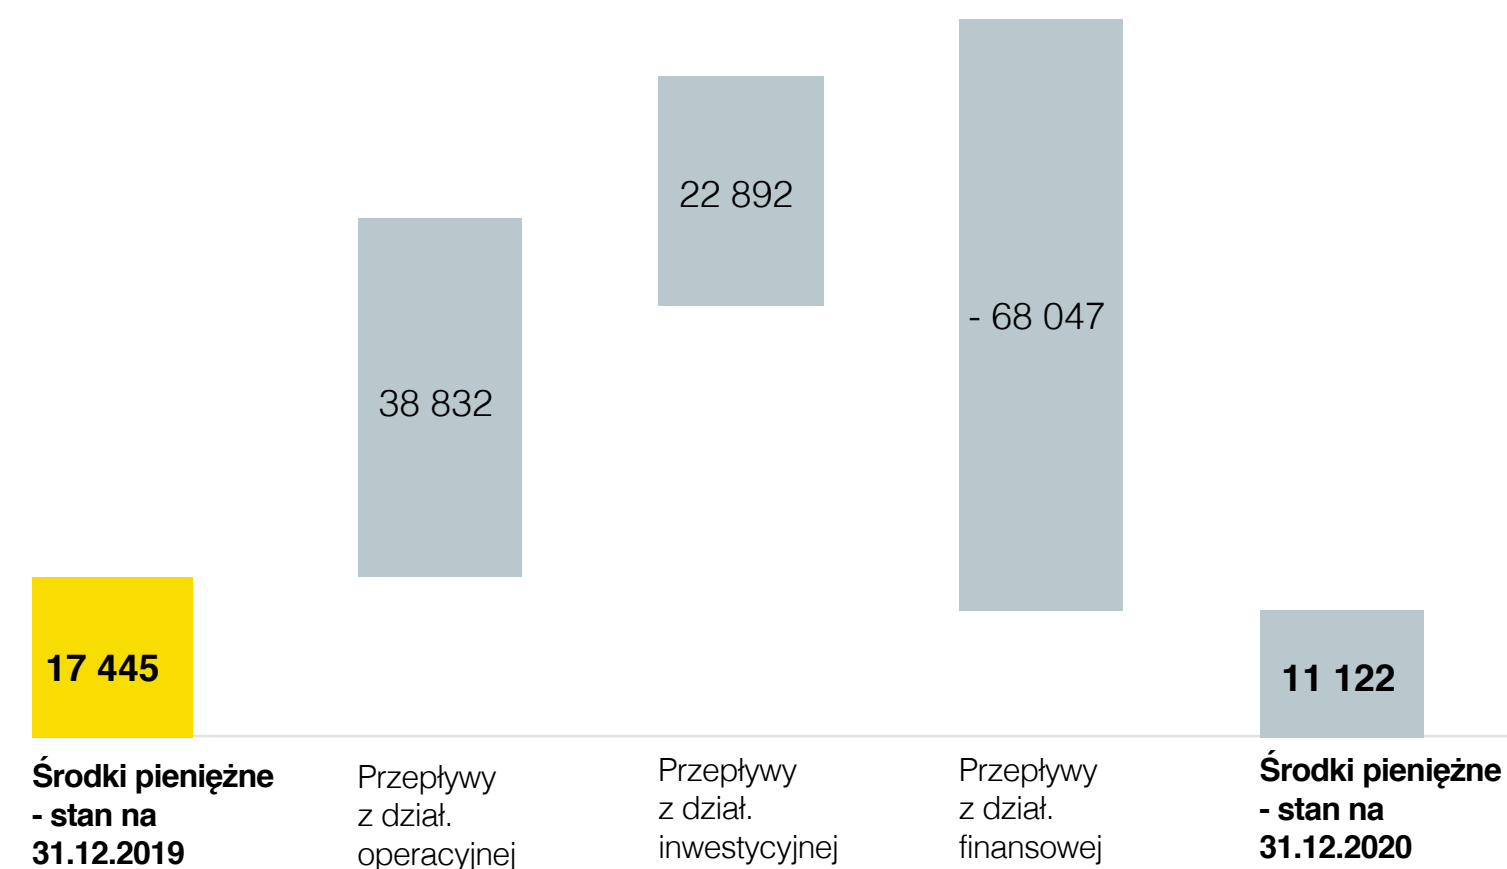 22 892
- 68 047
38 832
17 445
11 122
Środki pieniężne
- stan na
31.12.2019
Przepływy
z dział.
operacyjnej
Przepływy
z dział.
inwestycyjnej
Przepływy
z dział.
finansowej
Środki pieniężne
- stan na
31.12.2020